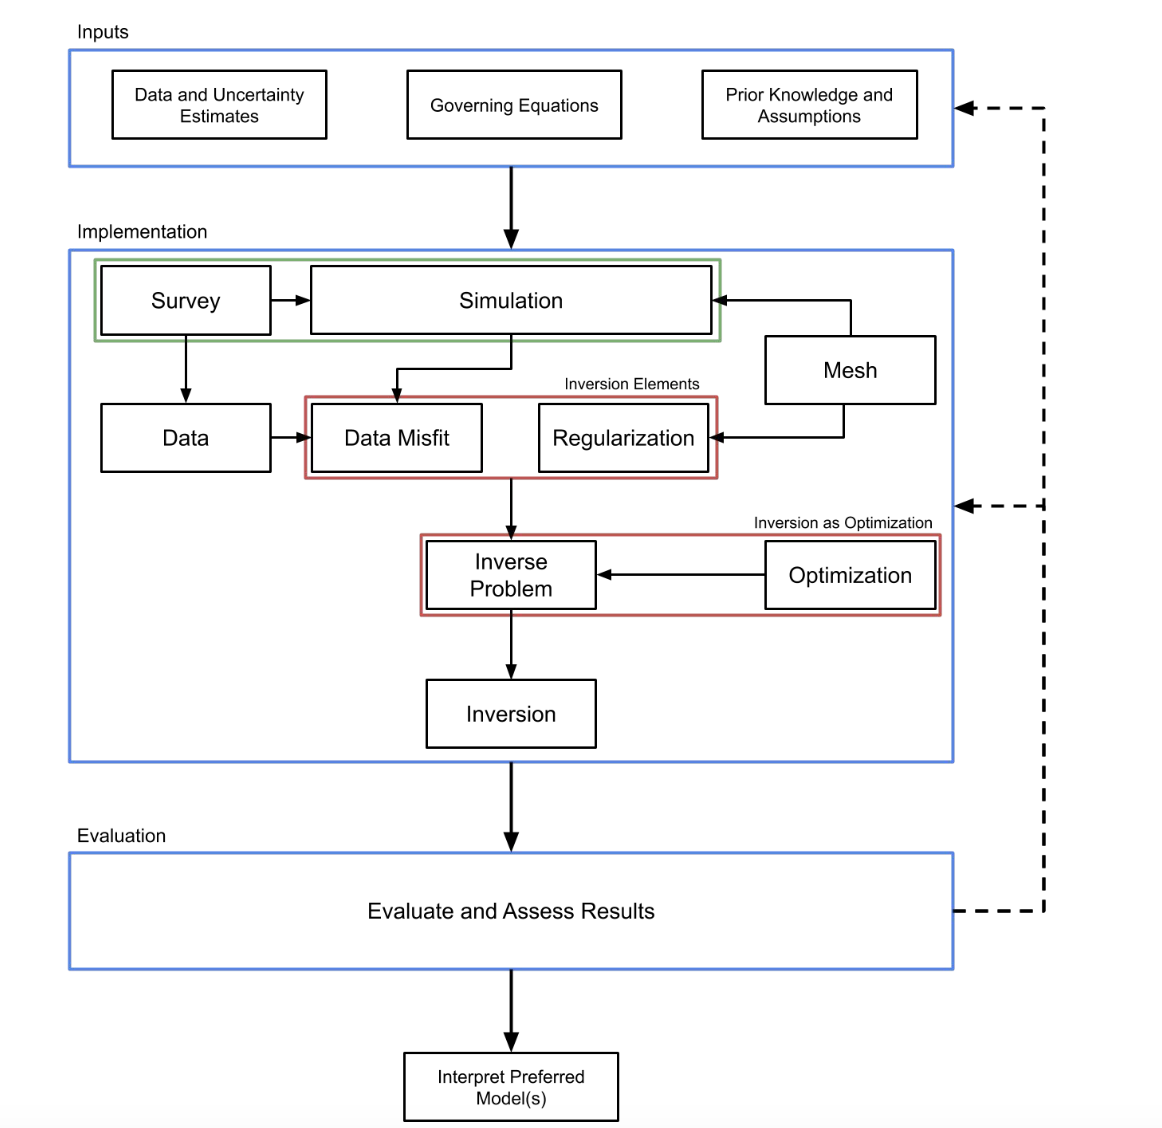 Inputs
Data and Uncertainty
Estimates
Governing Equations
Prior Knowledge and
Assumptions
Implementation
Survey
Simulation
Mesh
Inversion Elements
Data
Data Misfit
Regularization
Inversion as Optimization
Inverse
Problem
Optimization
Inversion
Evaluation
Evaluate and Assess Results
Interpret Preferred
Model(s)